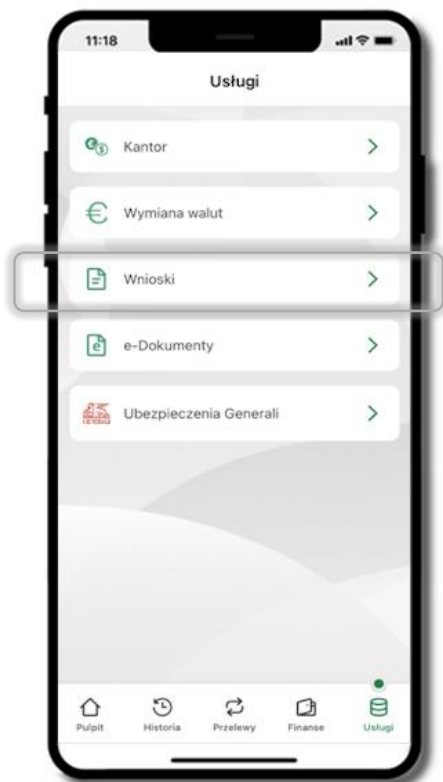 11:18
Usługi
Kantor
Wymiana walut
Wnioski
e-Dokumenty
Ubezpieczenia Generali
Pulpit
Historia
Przelewy
Finanse
Usługi